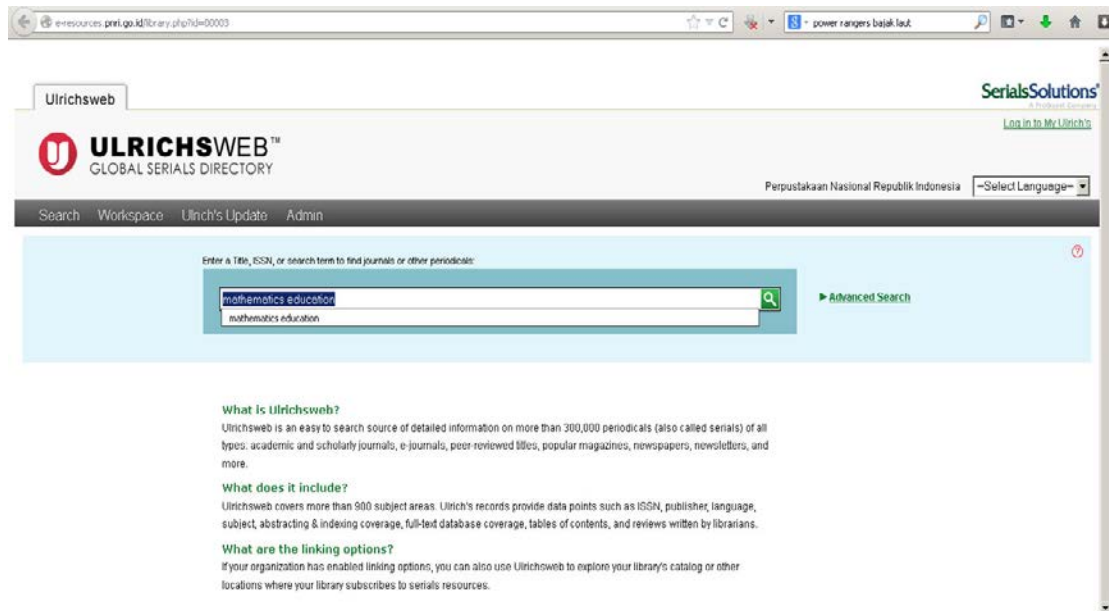 e-resources.pnri.go.id/library.php?id=00003
power rangers bajak laut
Ulrichsweb
SerialsSolutions
A ProQuest Company
Log in to My Ulrich's
ULRICHSWEB™
GLOBAL SERIALS DIRECTORY
Perpustakaan Nasional Republik Indonesia
--Select Language--
Search Workspace Ulrich's Update Admin
Enter a Title, ISSN, or search term to find journals or other periodicals:
mathematics education
Advanced Search
mathematics education
What is Ulrichsweb?
Ulrichsweb is an easy to search source of detailed information on more than 300,000 periodicals (also called serials) of all
types: academic and scholarly journals, e-journals, peer-reviewed titles, popular magazines, newspapers, newsletters, and
more.
What does it include?
Ulrichsweb covers more than 900 subject areas. Ulrich's records provide data points such as ISSN, publisher, language,
subject, abstracting & indexing coverage, full-text database coverage, tables of contents, and reviews written by librarians.
What are the linking options?
If your organization has enabled linking options, you can also use Ulrichsweb to explore your library's catalog or other
locations where your library subscribes to serials resources.